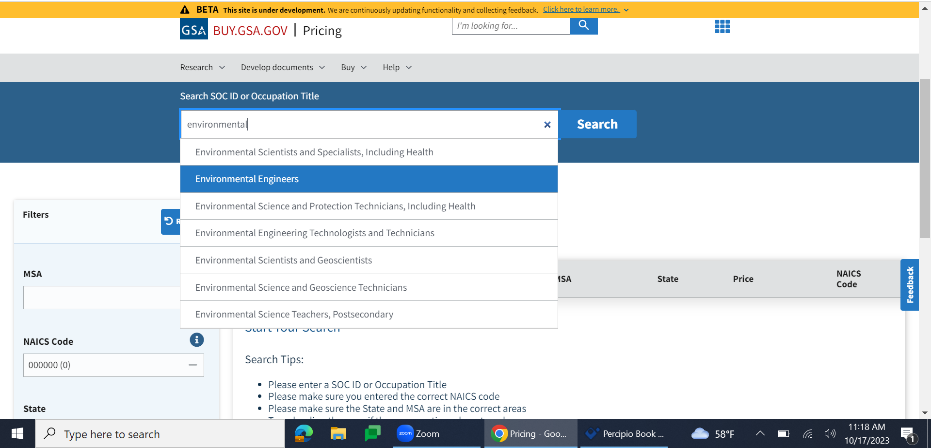 BETA This site is under development. We are continuously updating functionality and collecting feedback. Click here to learn more.
GSA BUY.GSA.GOV | Pricing
I'm looking for...
Research Develop documents Buy Help
Search SOC ID or Occupation Title
environmental
Search
Environmental Scientists and Specialists, Including Health
Environmental Engineers
Environmental Science and Protection Technicians, Including Health
Environmental Engineering Technologists and Technicians
Environmental Scientists and Geoscientists
Environmental Science and Geoscience Technicians
Environmental Science Teachers, Postsecondary
Filters
MSA
State Price NAICS Code
Feedback
Start Your Search
NAICS Code
000000 (0)
State
Search Tips:
Please enter a SOC ID or Occupation Title
Please make sure you entered the correct NAICS code
Please make sure the State and MSA are in the correct areas
Type here to search
Zoom
Pricing - Goo...
Percipio Book ...
58°F
11:18 AM
10/17/2023
1